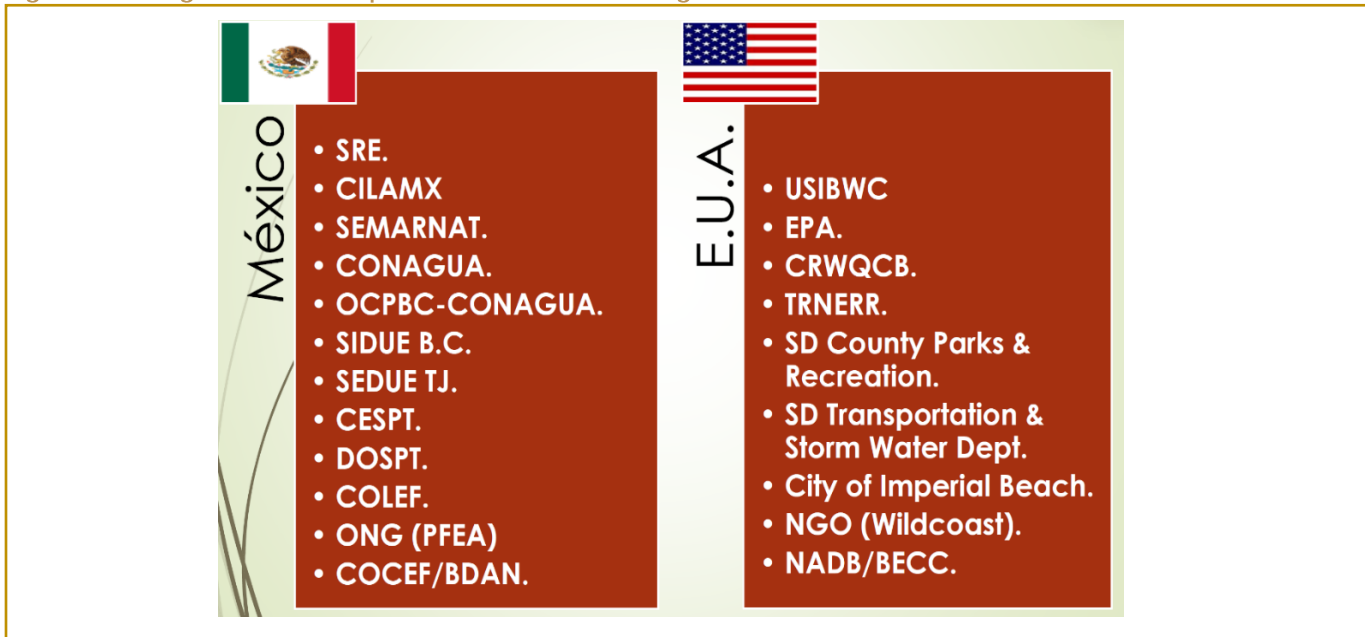 México
• SRE.
• CILAMX
• SEMARNAT.
• CONAGUA.
• OCPBC-CONAGUA.
• SIDUE B.C.
• SEDUE TJ.
• CESPT.
• DOSPT.
• COLEF.
• ONG (PFEA)
• COCEF/BDAN.
E.U.A.
• USIBWC
• EPA.
• CRWQCB.
• TRNERR.
• SD County Parks &
Recreation.
• SD Transportation &
Storm Water Dept.
• City of Imperial Beach.
• NGO (Wildcoast).
• NADB/BECC.